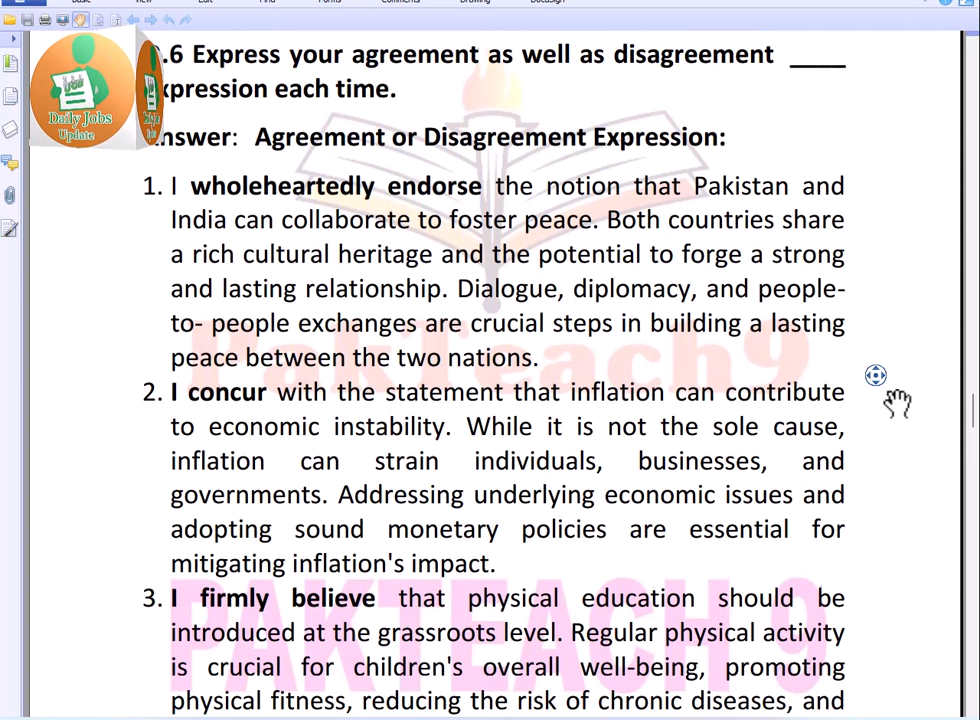 .6 Express your agreement as well as disagreement ____
xpression each time.
nswer: Agreement or Disagreement Expression:
1. I wholeheartedly endorse the notion that Pakistan and
India can collaborate to foster peace. Both countries share
a rich cultural heritage and the potential to forge a strong
and lasting relationship. Dialogue, diplomacy, and people-
to- people exchanges are crucial steps in building a lasting
peace between the two nations.
2. I concur with the statement that inflation can contribute
to economic instability. While it is not the sole cause,
inflation can strain individuals, businesses, and
governments. Addressing underlying economic issues and
adopting sound monetary policies are essential for
mitigating inflation's impact.
3. I firmly believe that physical education should be
introduced at the grassroots level. Regular physical activity
is crucial for children's overall well-being, promoting
physical fitness, reducing the risk of chronic diseases, and
Daily Jobs
Update
PakTeach9
PAKTEACH 9